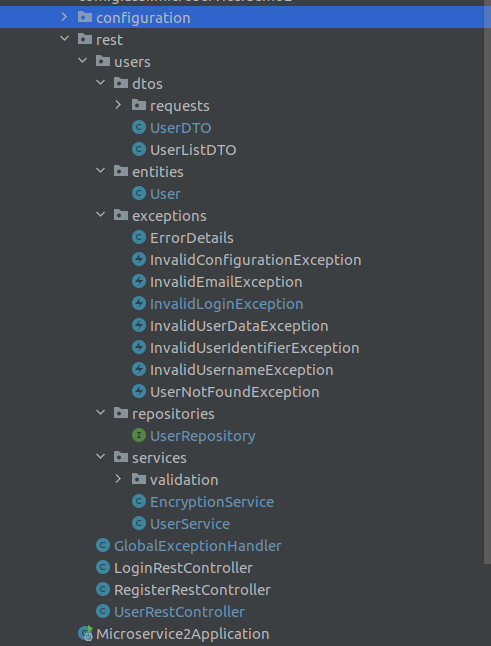 configuration
rest
users
dtos
requests
UserDTO
UserListDTO
entities
User
exceptions
ErrorDetails
InvalidConfigurationException
InvalidEmailException
InvalidLoginException
InvalidUserDataException
InvalidUserIdentifierException
InvalidUsernameException
UserNotFoundException
repositories
UserRepository
services
validation
EncryptionService
UserService
GlobalExceptionHandler
LoginRestController
RegisterRestController
UserRestController
Microservice2Application